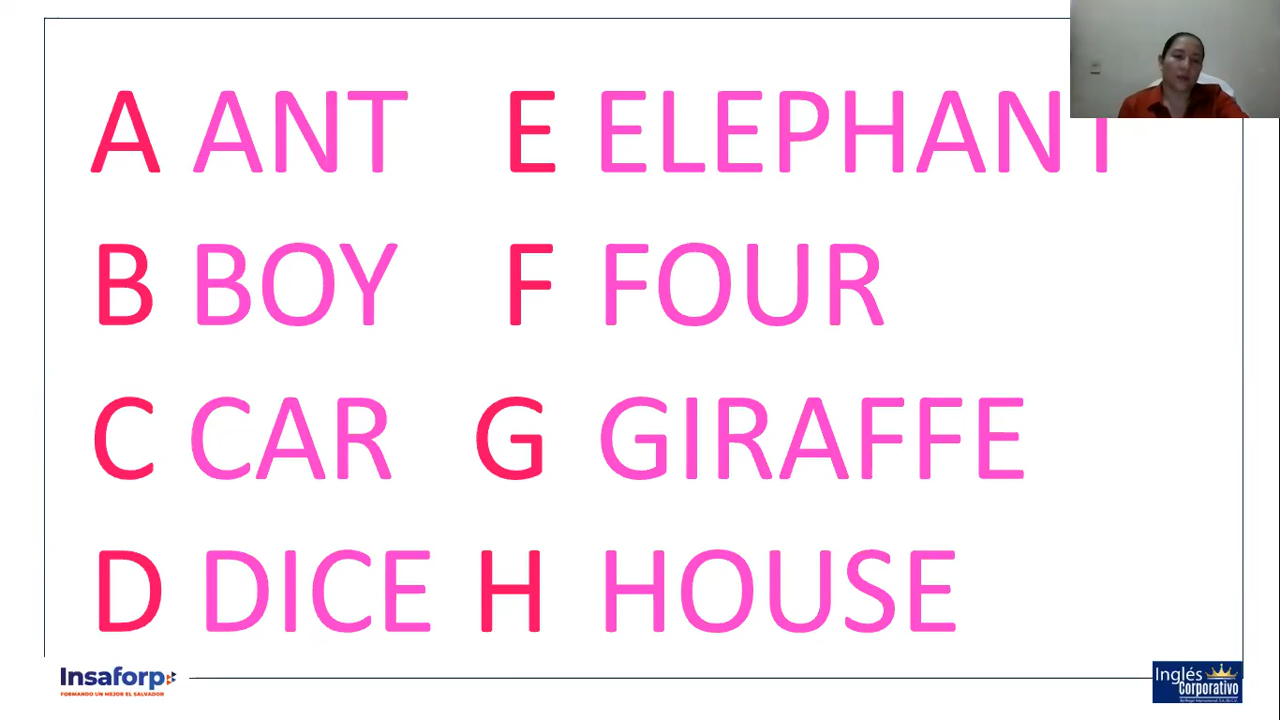 A ANT E ELEPHANT
B BOY F FOUR
C CAR G GIRAFFE
D DICE H HOUSE
Insaforp
FORMANDO UN MEJOR EL SALVADOR
Inglés
Corporativo